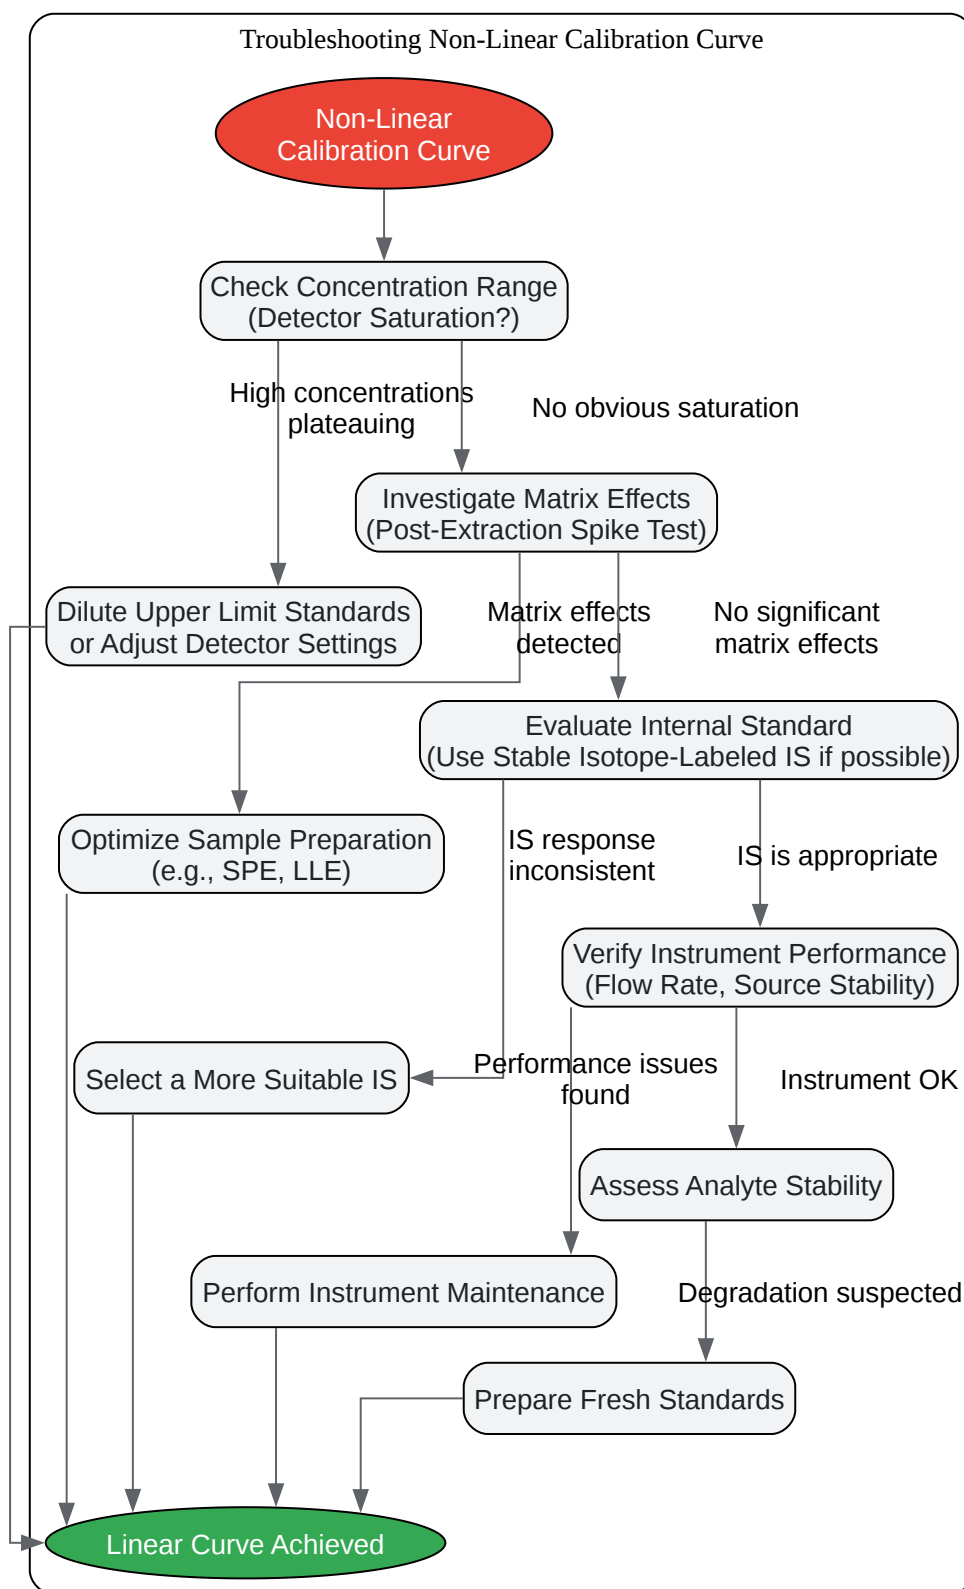 Troubleshooting Non-Linear Calibration Curve
Non-Linear
Calibration Curve
Check Concentration Range
(Detector Saturation?)
High concentrations
plateauing
No obvious saturation
Investigate Matrix Effects
(Post-Extraction Spike Test)
Dilute Upper Limit Standards
or Adjust Detector Settings
Matrix effects
detected
No significant
matrix effects
Evaluate Internal Standard
(Use Stable Isotope-Labeled IS if possible)
Optimize Sample Preparation
(e.g., SPE, LLE)
IS response
inconsistent
IS is appropriate
Verify Instrument Performance
(Flow Rate, Source Stability)
Select a More Suitable IS
Performance issues
found
Instrument OK
Assess Analyte Stability
Perform Instrument Maintenance
Degradation suspected
Prepare Fresh Standards
Linear Curve Achieved